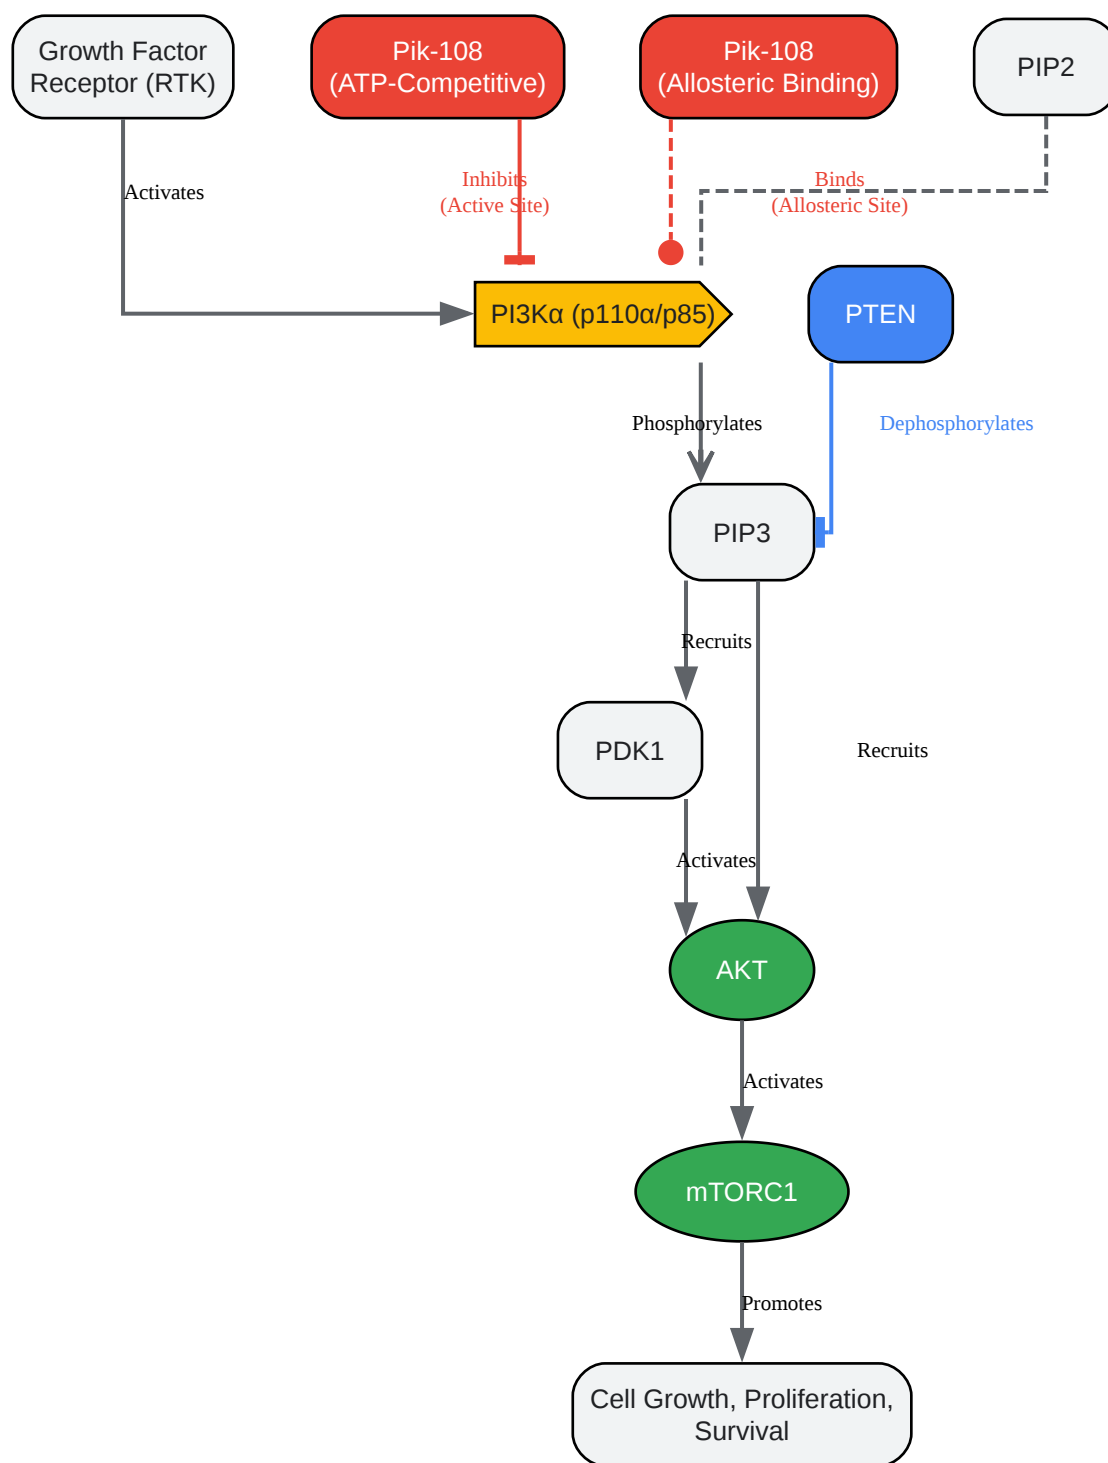 Growth Factor
Receptor (RTK)
Pik-108
(ATP-Competitive)
Pik-108
(Allosteric Binding)
PIP2
Activates
Inhibits
(Active Site)
Binds
(Allosteric Site)
PI3Kα (p110α/p85)
PTEN
Phosphorylates
Dephosphorylates
PIP3
Recruits
PDK1
Recruits
Activates
AKT
Activates
mTORC1
Promotes
Cell Growth, Proliferation,
Survival